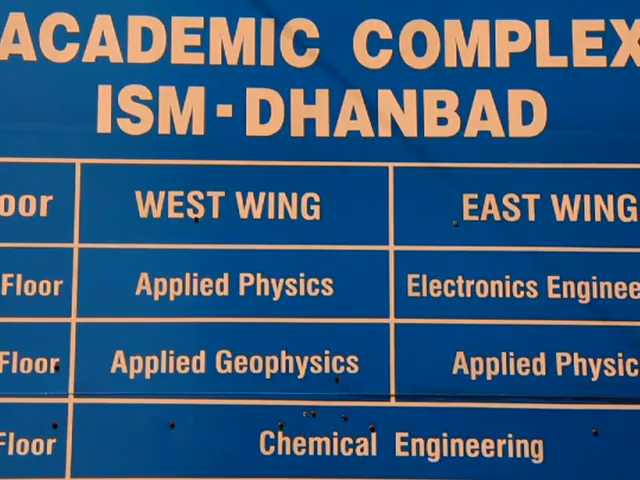 ACADEMIC COMPLEX
ISM - DHANBAD
oor WEST WING EAST WING
Floor Applied Physics Electronics Enginee
Floor Applied Geophysics Applied Physic
Floor Chemical Engineering